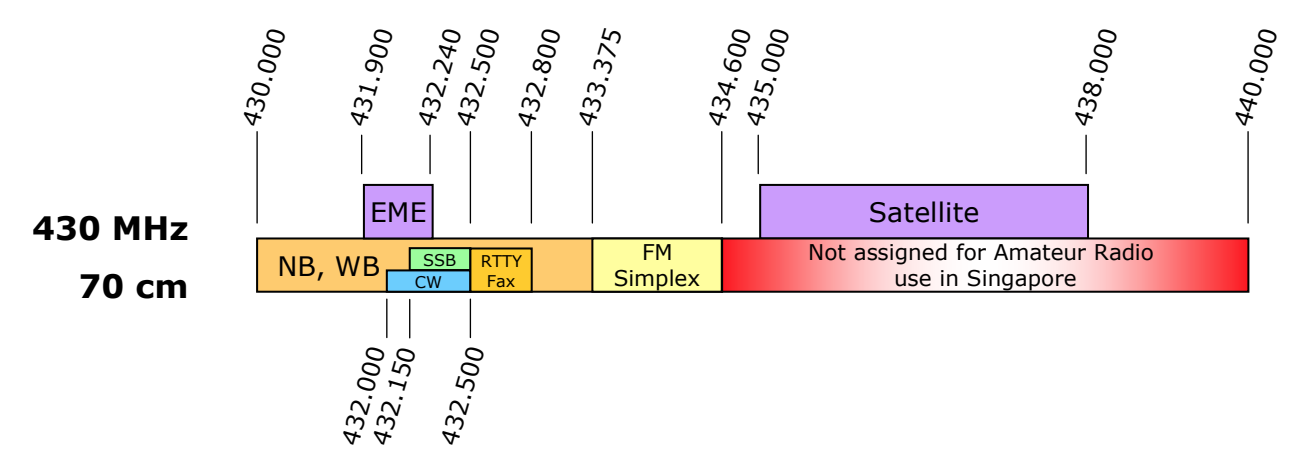 430.000
431.900
432.240
432.500
432.800
433.375
434.600
435.000
438.000
440.000
430 MHz
70 cm
EME
Satellite
NB, WB
SSB
CW
RTTY
Fax
FM
Simplex
Not assigned for Amateur Radio
use in Singapore
432.000
432.150
432.500